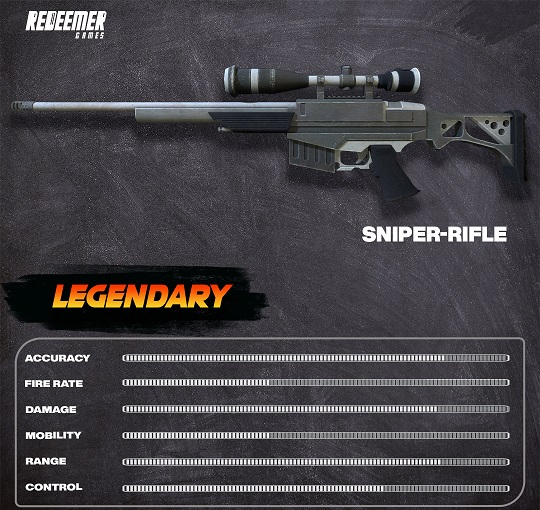 REDEEMER
GAMES
SNIPER-RIFLE
LEGENDARY
ACCURACY
FIRE RATE
DAMAGE
MOBILITY
RANGE
CONTROL